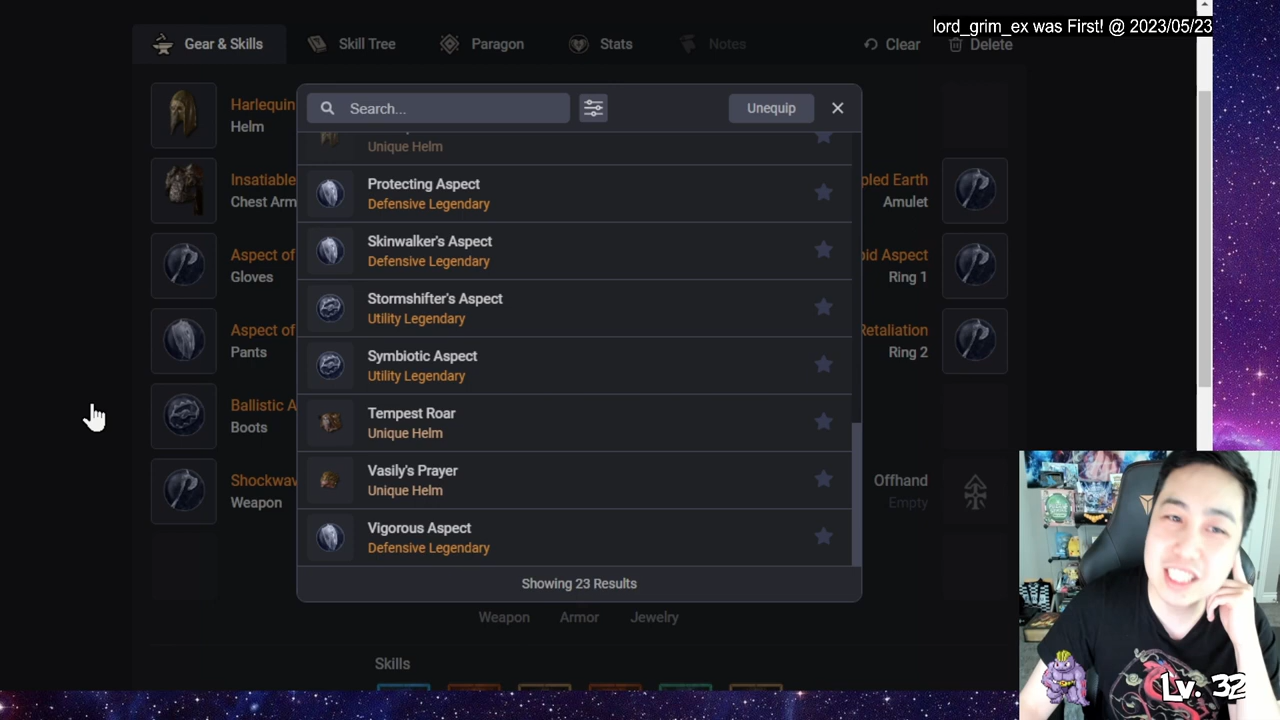 lord_grim_ex was First! @ 2023/05/23
Gear & Skills
Skill Tree
Paragon
Stats
Notes
Clear
Delete
Search...
Unequip
Harlequin
Helm
Unique Helm
Protecting Aspect
Defensive Legendary
Insatiable
Chest Arm
pled Earth
Amulet
Skinwalker's Aspect
Defensive Legendary
Aspect of
Gloves
oid Aspect
Ring 1
Stormshifter's Aspect
Utility Legendary
Aspect of
Pants
Retaliation
Ring 2
Symbiotic Aspect
Utility Legendary
Ballistic A
Boots
Tempest Roar
Unique Helm
Vasily's Prayer
Unique Helm
Shockwav
Weapon
Offhand
Empty
Vigorous Aspect
Defensive Legendary
Showing 23 Results
Weapon
Armor
Jewelry
Skills
Lv. 32